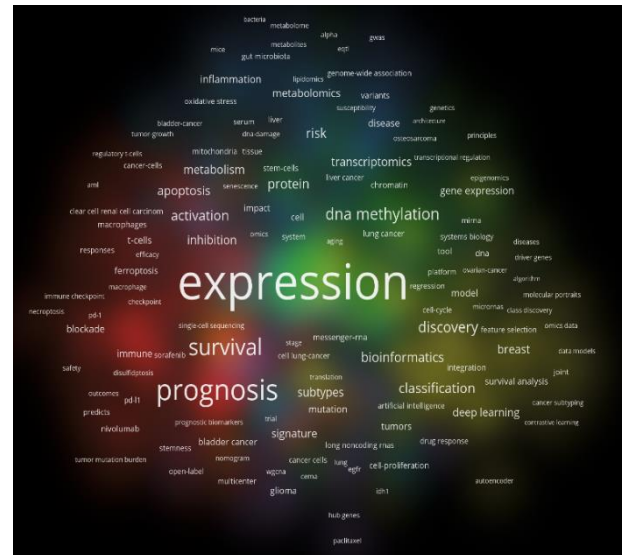 bacteria
metabolome
alpha
gwas
mice
metabolites
eqtl
gut microbiota
inflammation
lipidomics
genome-wide association
metabolomics
variants
oxidative stress
susceptibility
genetics
bladder-cancer
serum
liver
disease
architecture
tumor growth
dna damage
risk
osteosarcoma
principles
regulatory t-cells
mitochondria
tissue
transcriptomics
transcriptional regulation
cancer-cells
metabolism
stem-cells
liver cancer
epigenomics
aml
apoptosis
senescence
protein
chromatin
gene expression
clear cell renal cell carcinom
activation
impact
cell
dna methylation
mirna
macrophages
t-cells
inhibition
omics
system
aging
lung cancer
systems biology
diseases
responses
efficacy
tool
dna
driver genes
ferroptosis
expression
platform
ovarian-cancer
algorithm
immune checkpoint
macrophage
regression
model
molecular portraits
checkpoint
necroptosis
pd-1
cell-cycle
micrornas
class discovery
blockade
single-cell sequencing
discovery
feature selection
omics data
immune
sorafenib
survival
stage
messenger-rna
bioinformatics
breast
data models
cell lung-cancer
safety
disulfidptosis
translation
integration
joint
outcomes
prognosis
subtypes
classification
survival analysis
predicts
pd-l1
mutation
artificial intelligence
deep learning
cancer subtyping
nivolumab
prognostic biomarkers
trial
tumors
contrastive learning
signature
stemness
bladder cancer
long noncoding rnas
drug response
tumor mutation burden
nomogram
cancer cells
lung
cell-proliferation
open-label
wgcna
egfr
multicenter
cerna
autoencoder
glioma
idh1
hub genes
paclitaxel